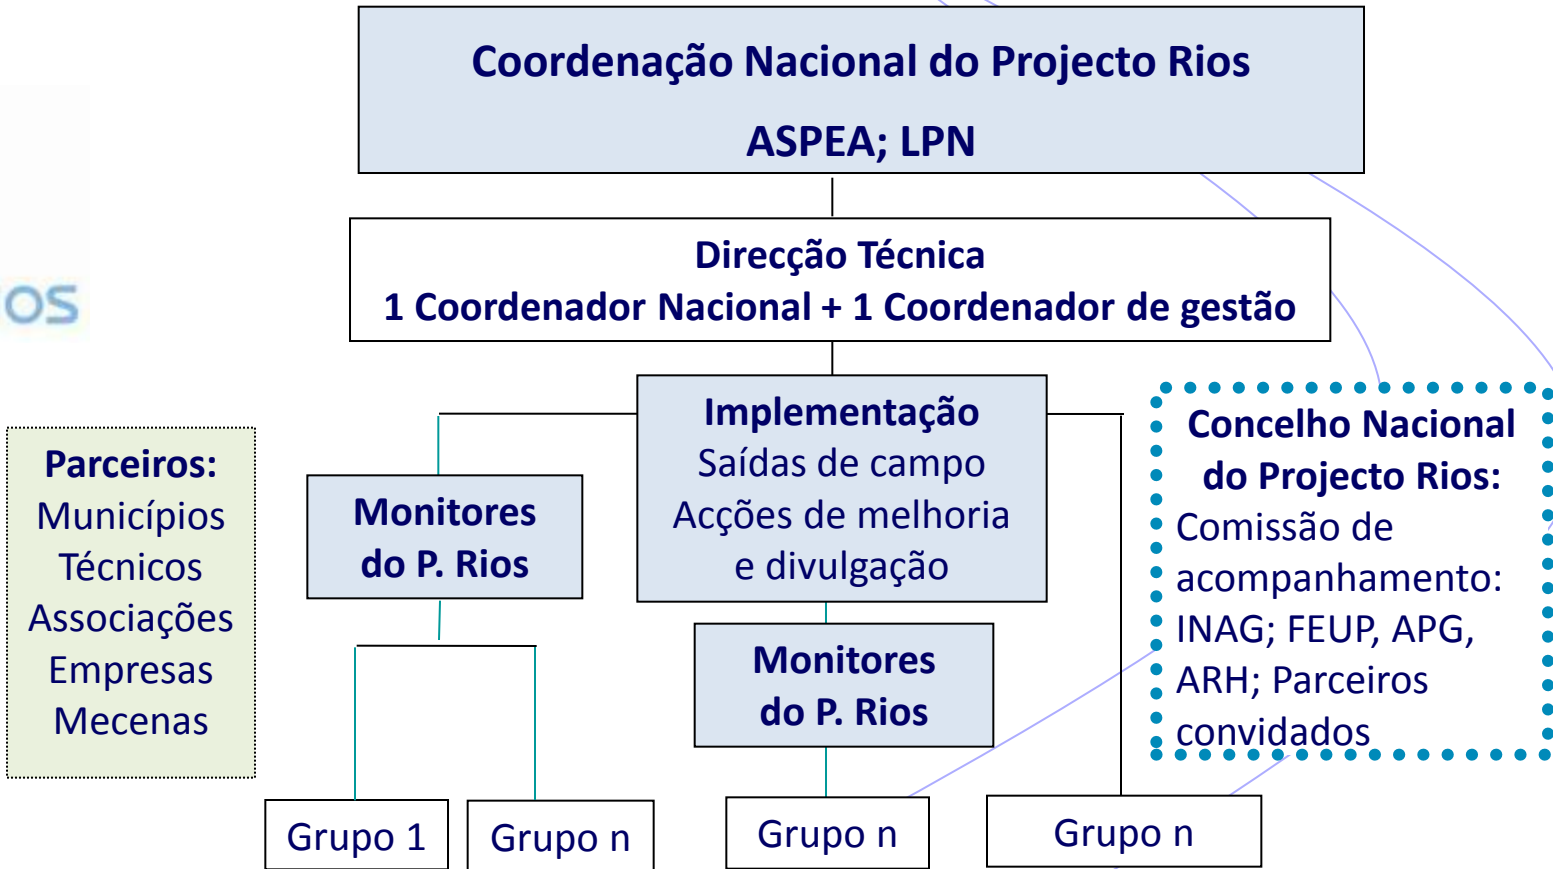 Coordenação Nacional do Projecto Rios
ASPEA; LPN
Direcção Técnica
1 Coordenador Nacional + 1 Coordenador de gestão
os
Parceiros:
Municípios
Técnicos
Associações
Empresas
Mecenas
Monitores
do P. Rios
Implementação
Saídas de campo
Acções de melhoria
e divulgação
Monitores
do P. Rios
Concelho Nacional
do Projecto Rios:
Comissão de
acompanhamento:
INAG; FEUP, APG,
ARH; Parceiros
convidados
Grupo 1
Grupo n
Grupo n
Grupo n